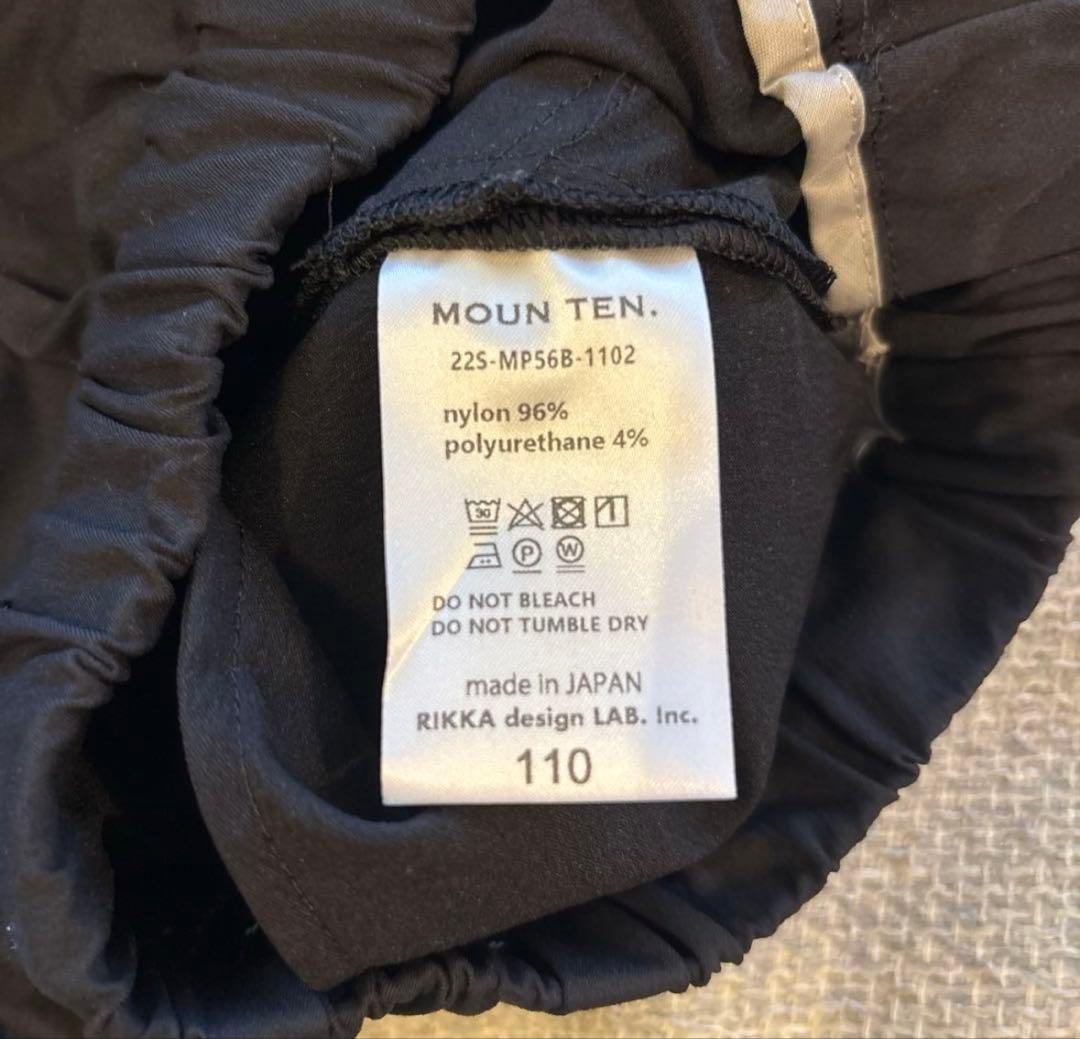 MOUN TEN.
22S-MP56B-1102
nylon 96%
polyurethane 4%
30
P W
DO NOT BLEACH
DO NOT TUMBLE DRY
made in JAPAN
RIKKA design LAB. Inc.
110